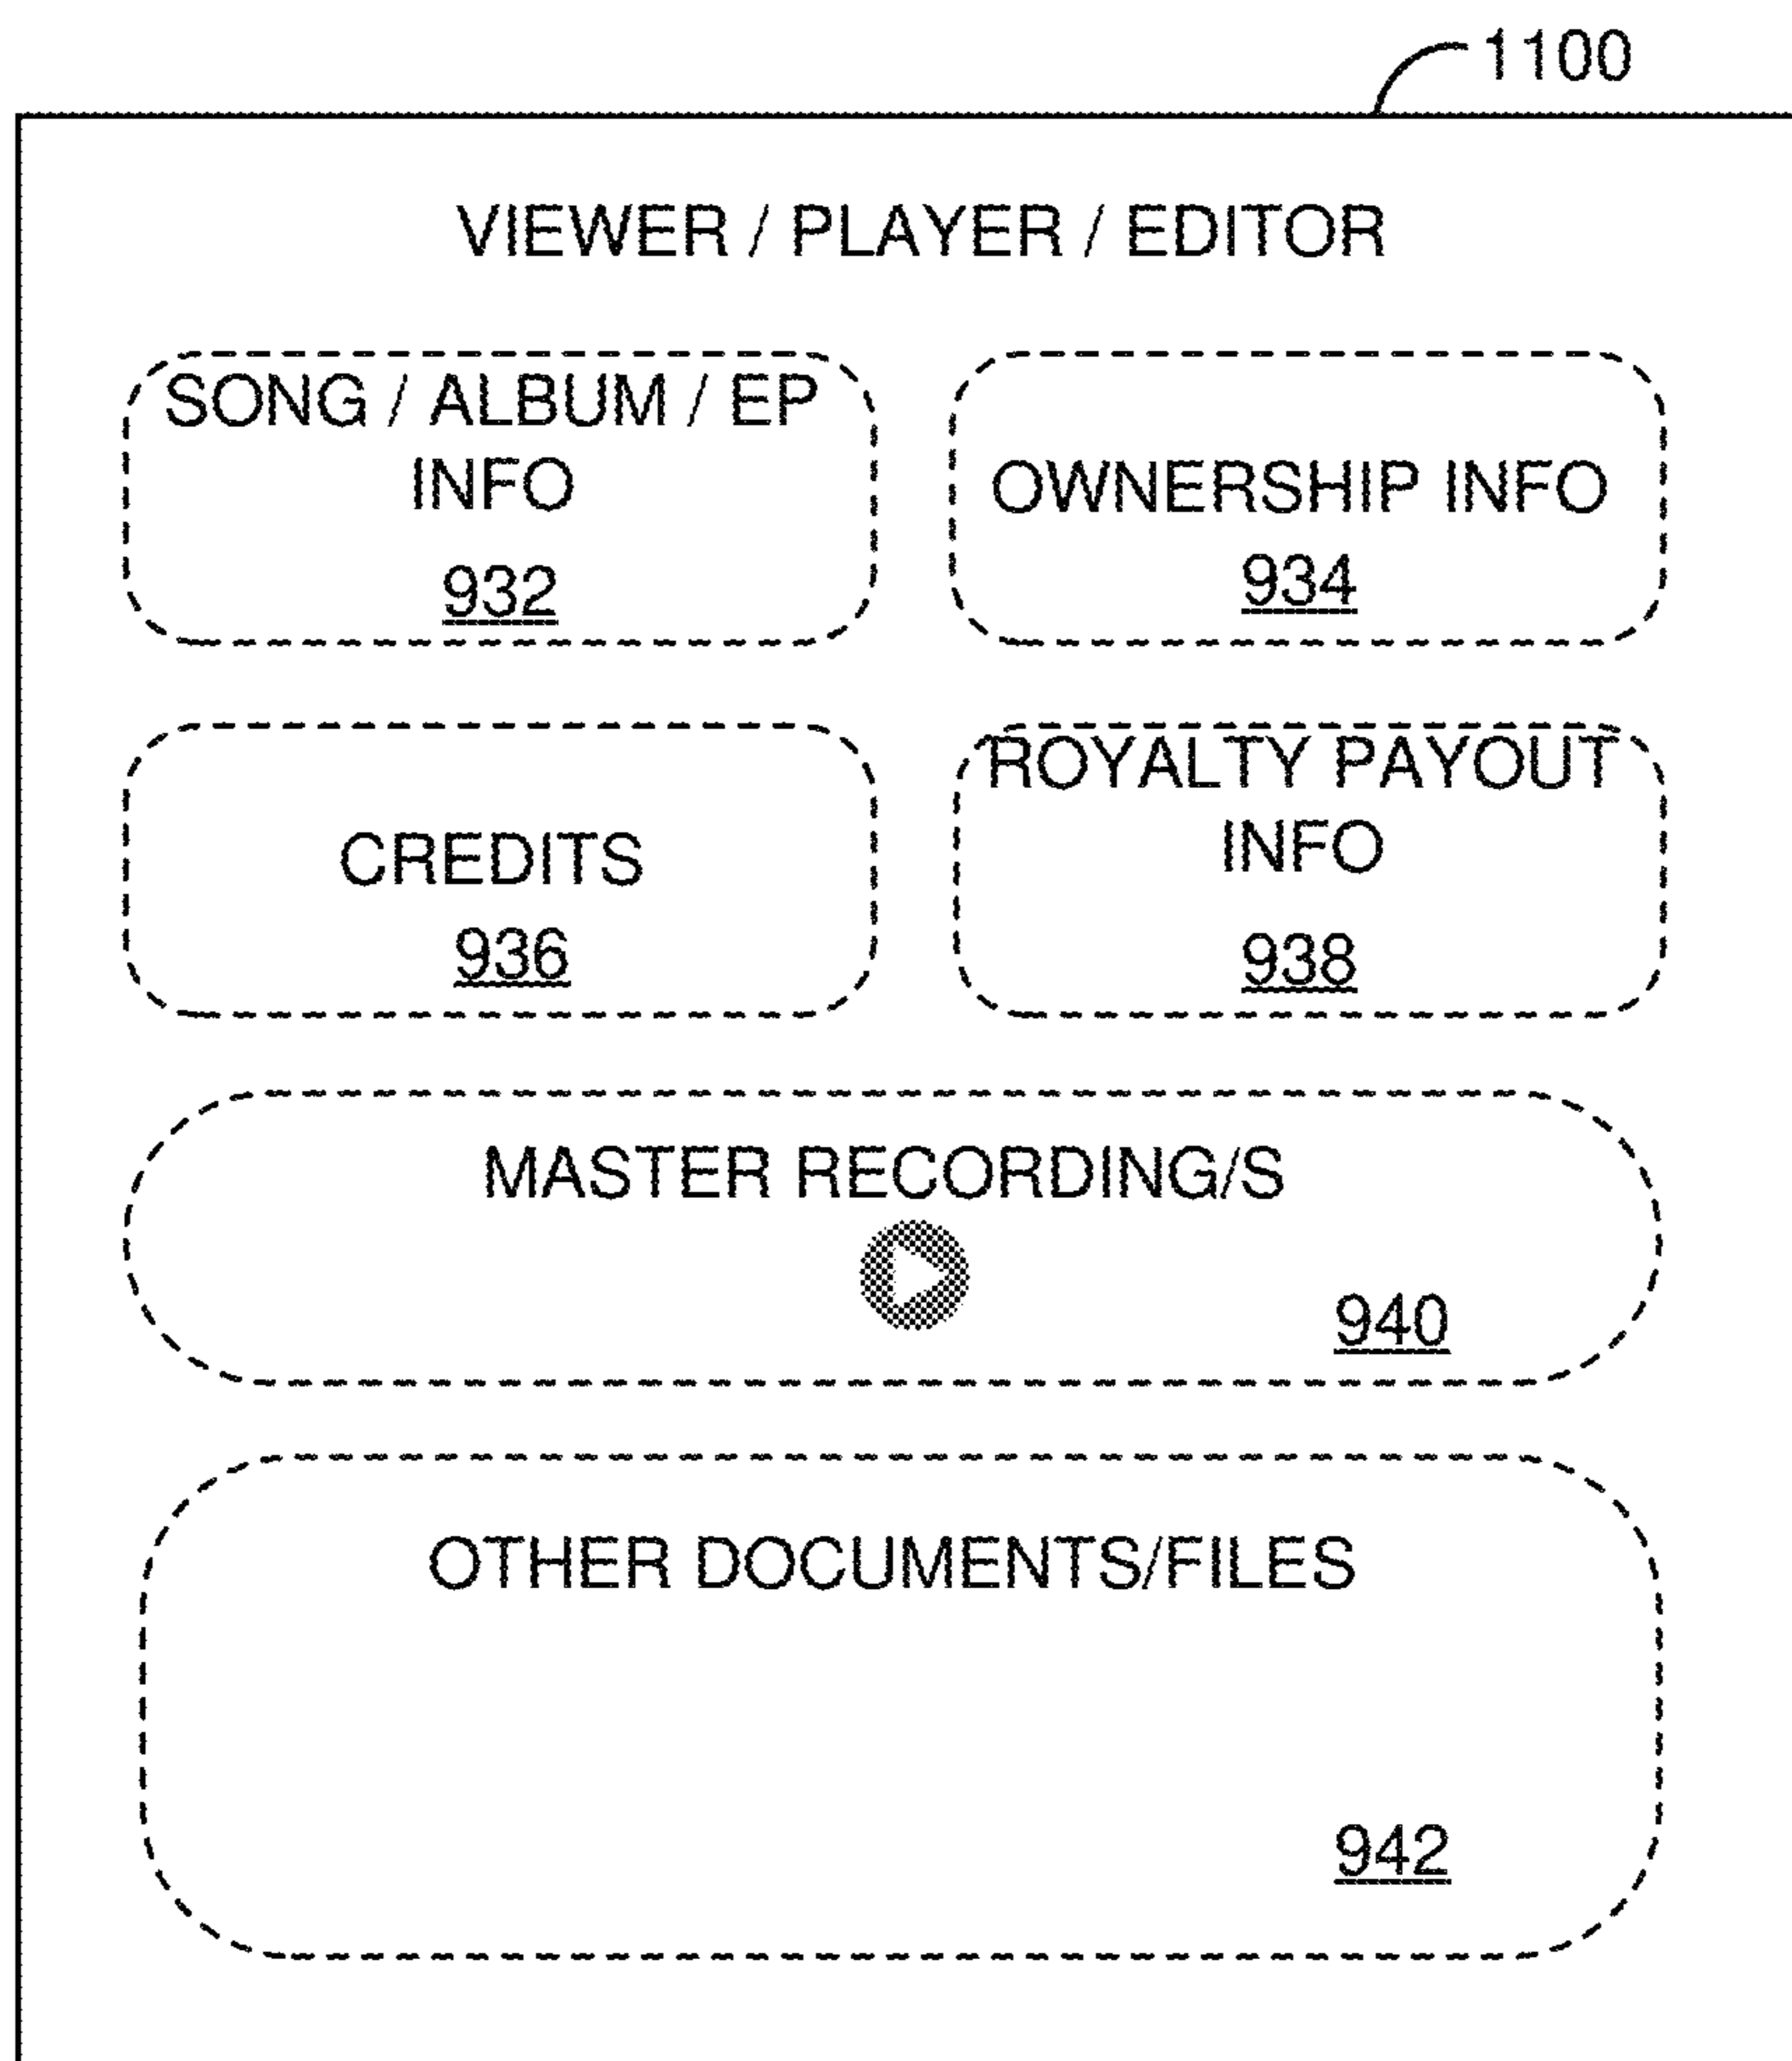 1100
VIEWER / PLAYER / EDITOR
SONG / ALBUM / EP
INFO
932
OWNERSHIP INFO
934
CREDITS
936
ROYALTY PAYOUT
INFO
938
MASTER RECORDING/S
940
OTHER DOCUMENTS/FILES
942